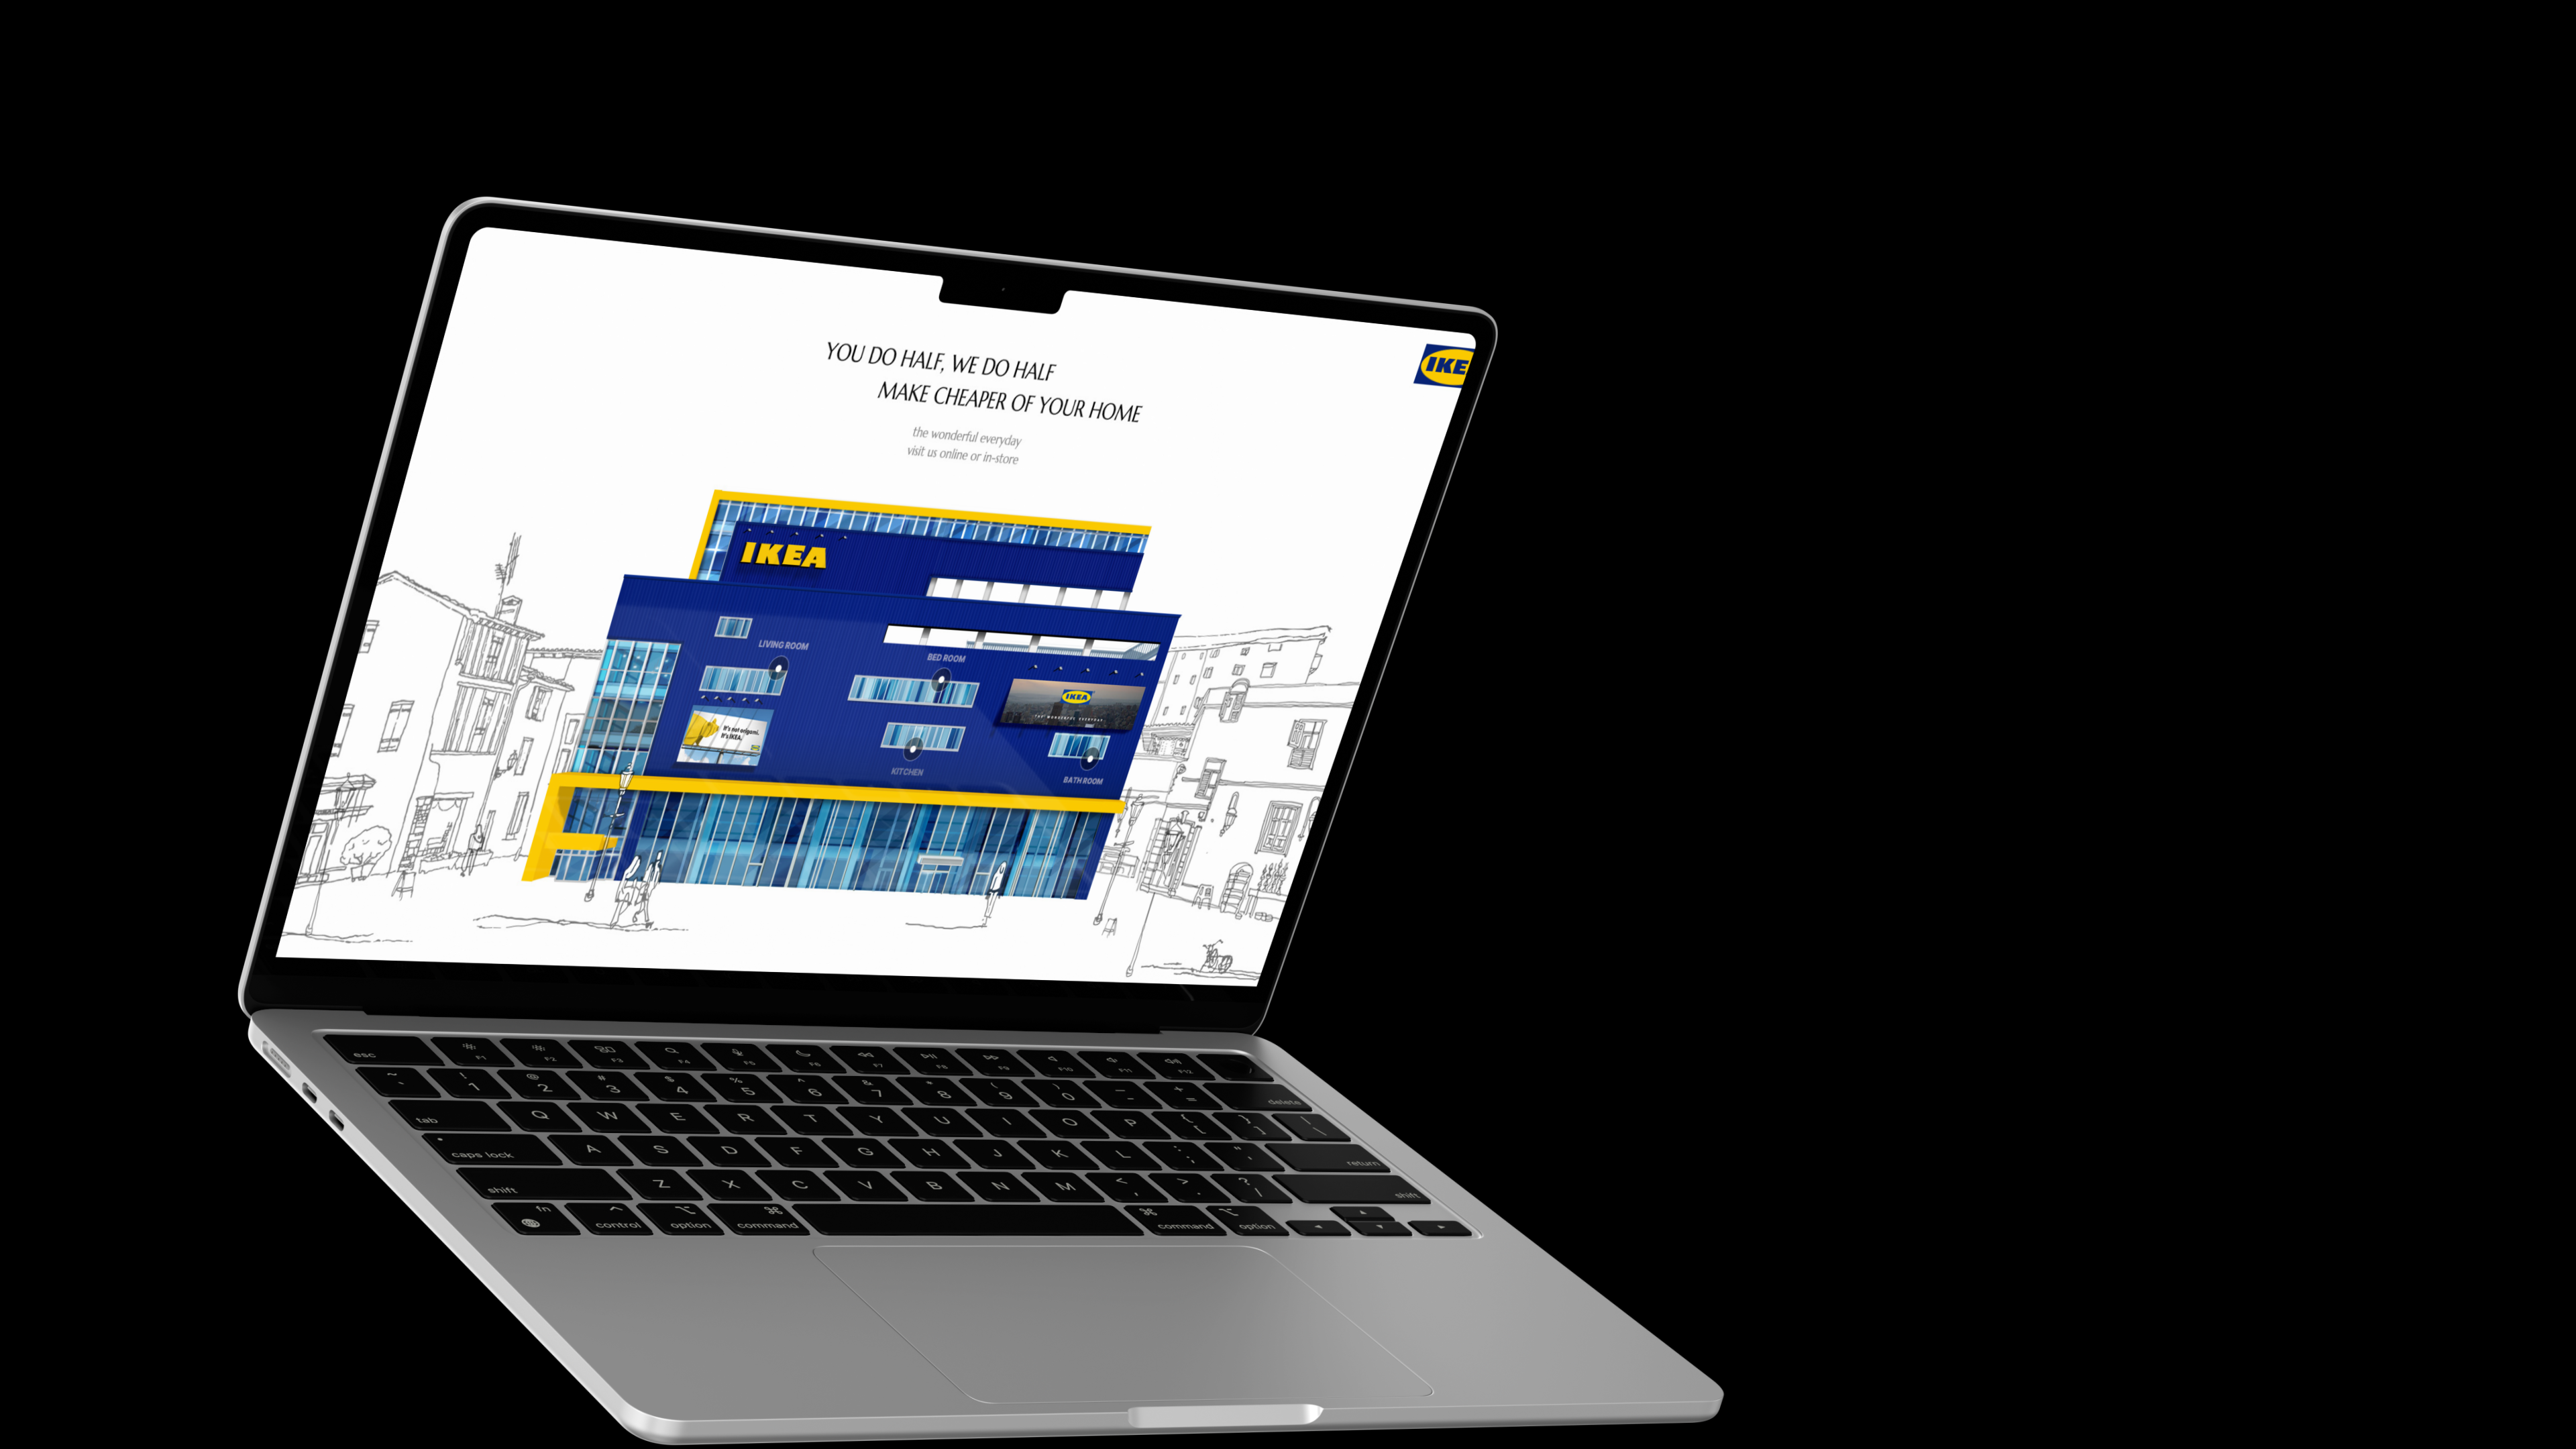 YOU DO HALF, WE DO HALF
MAKE CHEAPER OF YOUR HOME
IKE
the wonderful everyday
visit us online or in-store
IKEA
LIVING ROOM
BED ROOM
IKEA
THE WONDERFUL EVERYDAY
It's not origami.
It's IKEA.
KITCHEN
BATH ROOM
esc F1 F2 F3 F4 F5 F6 F7 F8 F9 F10 F11 F12
~ ` ! 1 @ 2 # 3 $ 4 % 5 ^ 6 & 7 * 8 ( 9 ) 0 _ - + = delete
tab Q W E R T Y U I O P { [ } ] | \
caps lock A S D F G H J K L : ; " ' return
shift Z X C V B N M < , > . ? / shift
fn control option command command option